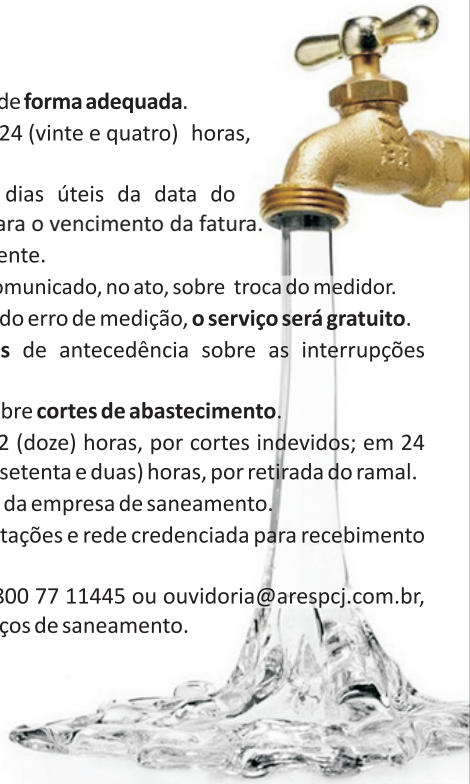 de forma adequada.
24 (vinte e quatro) horas,
dias úteis da data do
ara o vencimento da fatura.
ente.
omunicado, no ato, sobre troca do medidor.
do erro de medição, o serviço será gratuito.
s de antecedência sobre as interrupções
bre cortes de abastecimento.
2 (doze) horas, por cortes indevidos; em 24
setenta e duas) horas, por retirada do ramal.
da empresa de saneamento.
tações e rede credenciada para recebimento
800 77 11445 ou ouvidoria@arespcj.com.br,
ços de saneamento.